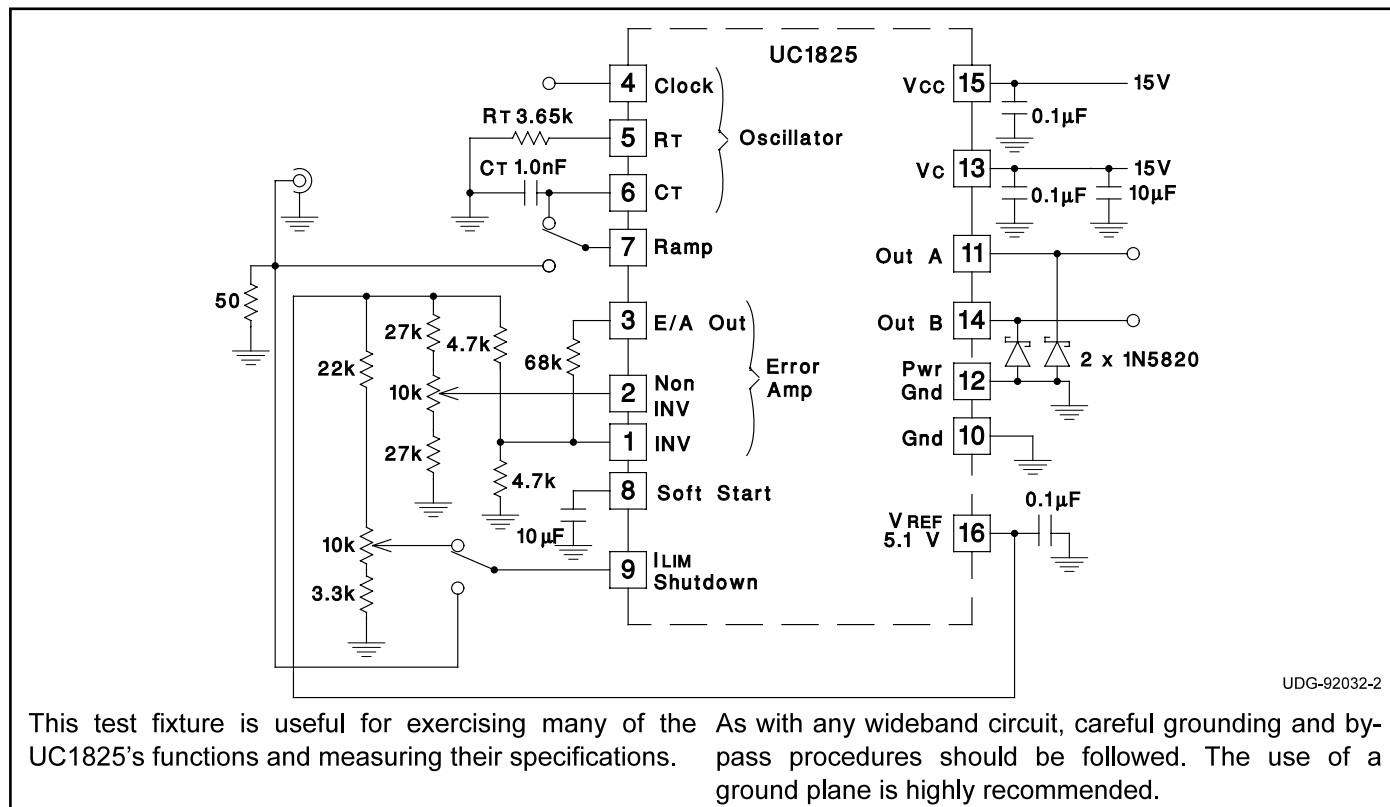 UC1825
4 Clock
RT 3.65k
5 RT
Oscillator
CT 1.0nF
6 CT
7 Ramp
50
3 E/A Out
27k
4.7k
68k
22k
Error
Amp
10k
2 Non
INV
1 INV
27k
4.7k
8 Soft Start
10µF
10k
9 ILIM
Shutdown
3.3k
Vcc 15 15V
0.1µF
Vc 13 15V
0.1µF 10µF
Out A 11
Out B 14
2 x 1N5820
Pwr
Gnd 12
Gnd 10
0.1µF
VREF
5.1 V 16
UDG-92032-2
This test fixture is useful for exercising many of the
UC1825's functions and measuring their specifications.
As with any wideband circuit, careful grounding and by-
pass procedures should be followed. The use of a
ground plane is highly recommended.